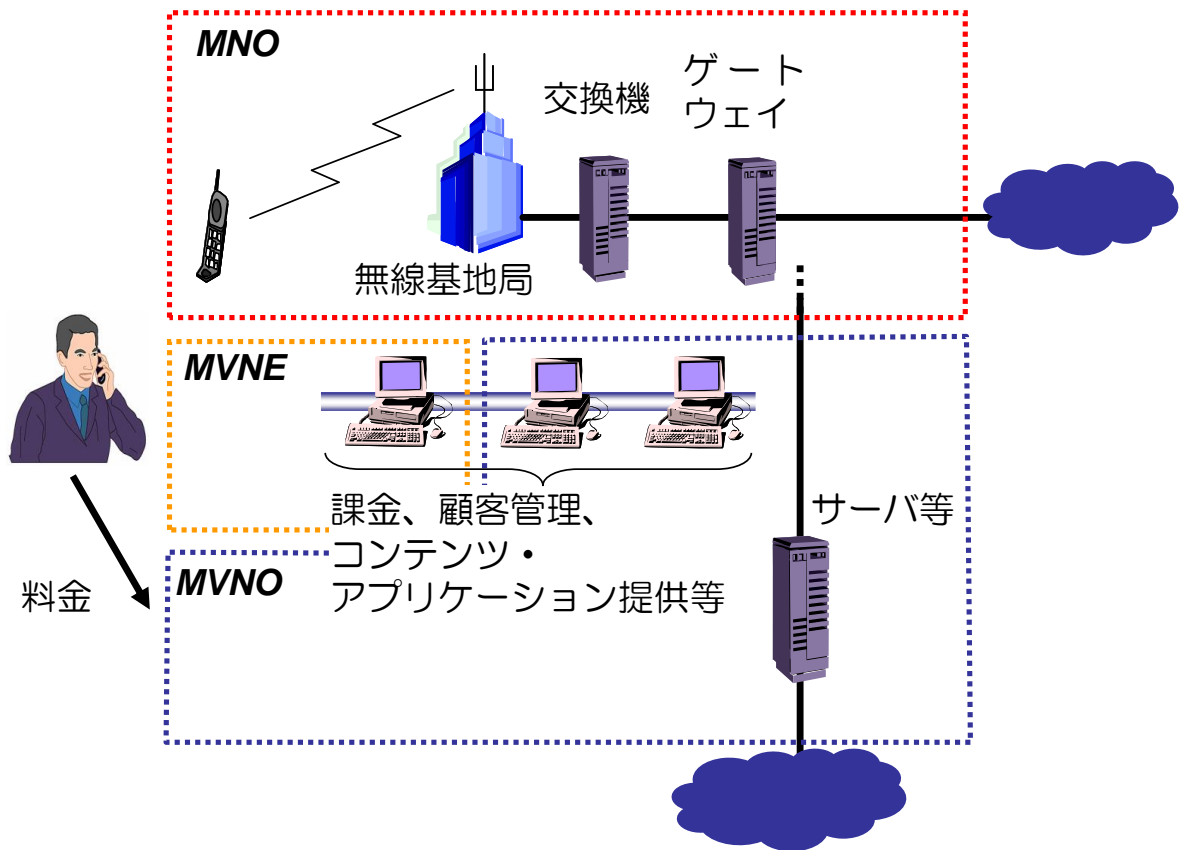 MNO
交換機
ゲート
ウェイ
無線基地局
MVNE
課金、顧客管理、
コンテンツ・
アプリケーション提供等
サーバ等
MVNO
料金